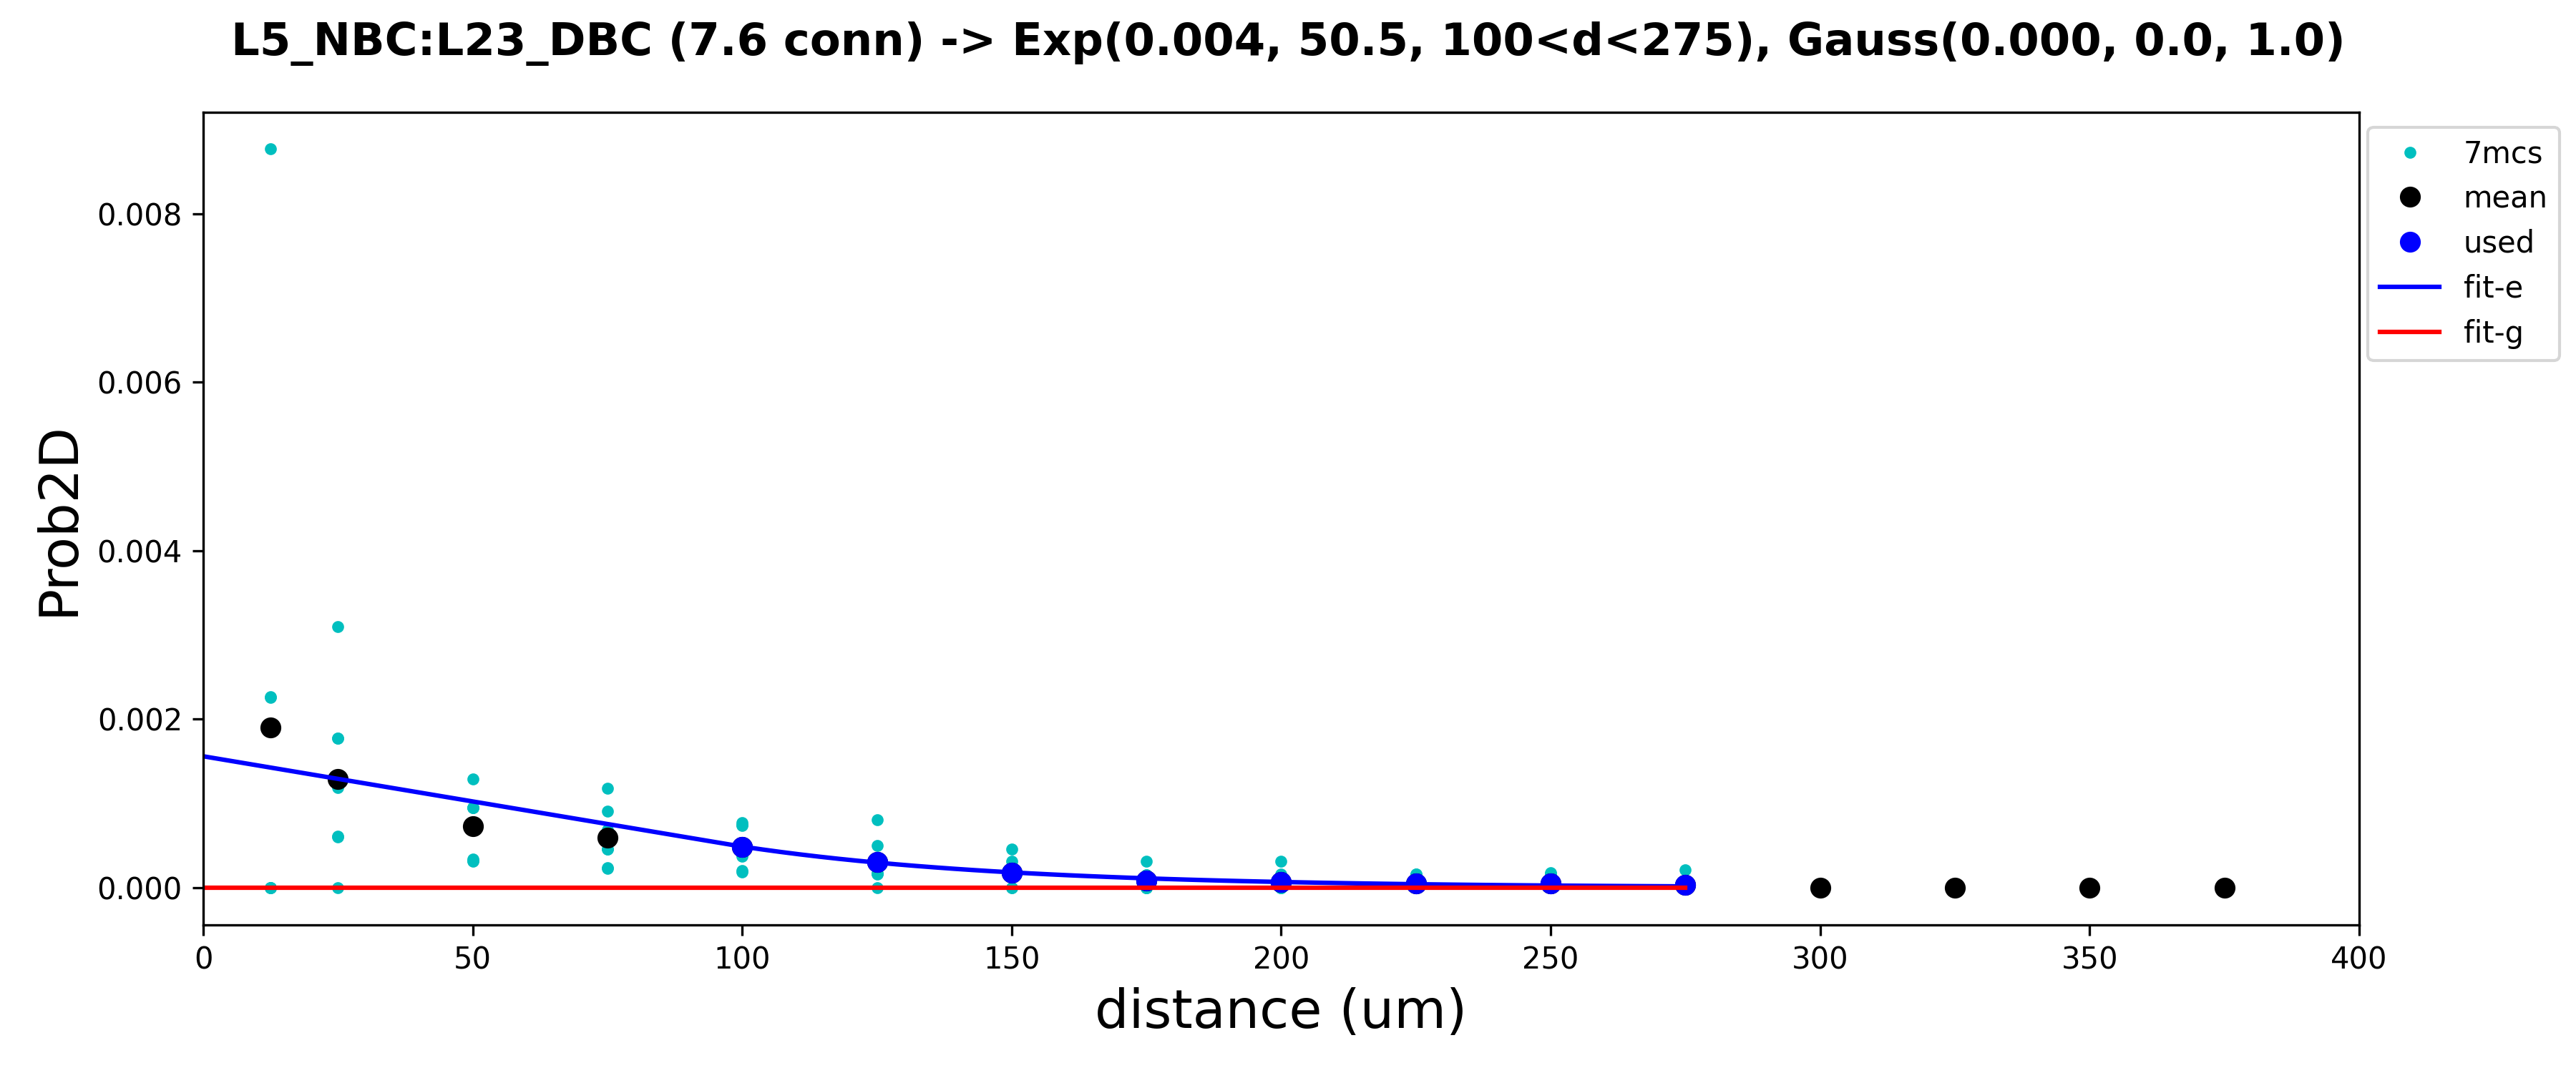 L5_NBC:L23_DBC (7.6 conn) -> Exp(0.004, 50.5, 100<d<275), Gauss(0.000, 0.0, 1.0)
7mcs
mean
used
fit-e
fit-g
Prob2D
0.008
0.006
0.004
0.002
0.000
0 50 100 150 200 250 300 350 400
distance (um)